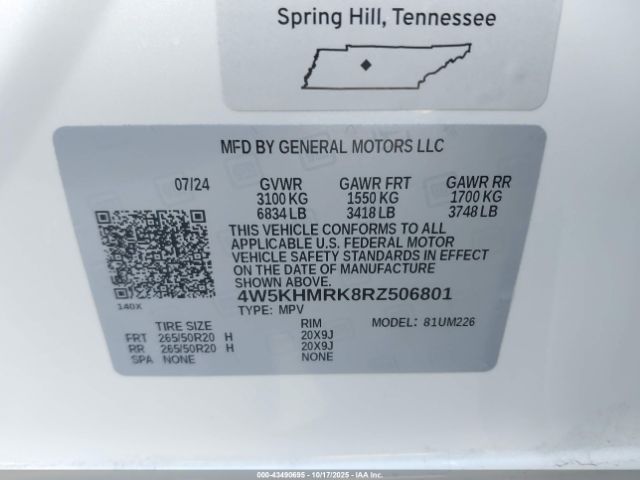 Spring Hill, Tennessee
MFD BY GENERAL MOTORS LLC
07/24 GVWR GAWR FRT GAWR RR
3100 KG 1550 KG 1700 KG
6834 LB 3418 LB 3748 LB
THIS VEHICLE CONFORMS TO ALL
APPLICABLE U.S. FEDERAL MOTOR
VEHICLE SAFETY STANDARDS IN EFFECT
ON THE DATE OF MANUFACTURE
SHOWN ABOVE.
4W5KHMRK8RZ506801
140X
TYPE: MPV
TIRE SIZE RIM MODEL: 81UM226
FRT 265/50R20 H 20X9J
RR 265/50R20 H 20X9J
SPA NONE NONE
000-43490695 - 10/17/2025 - IAA Inc.